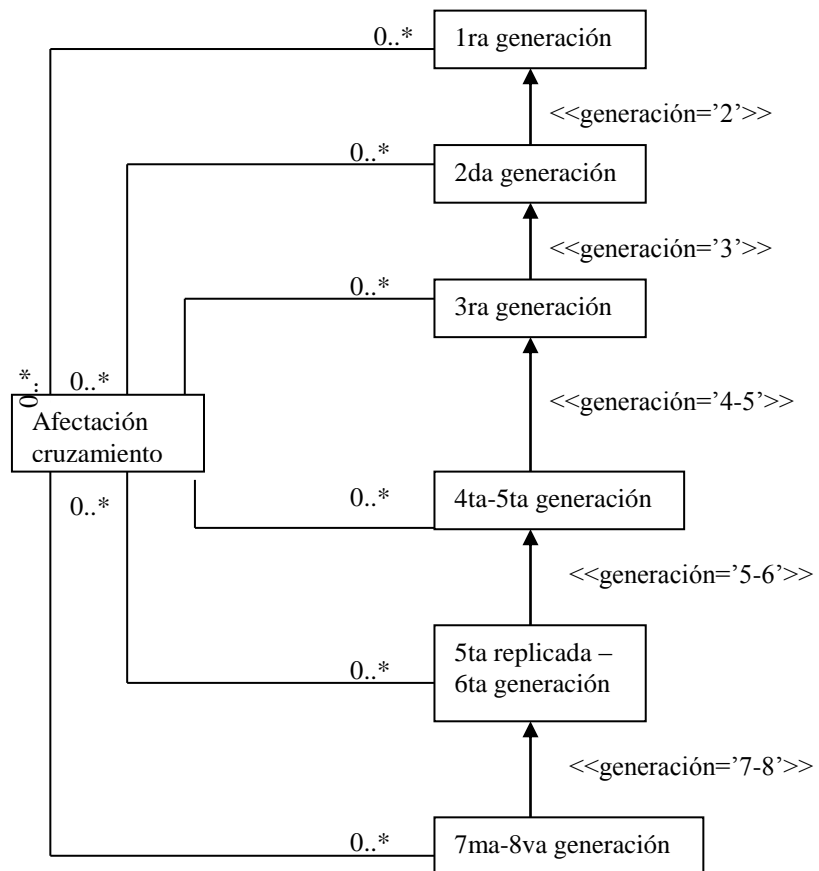 0..*
1ra generación
<<generación=’2’>>
0..*
2da generación
<<generación=’3’>>
0..*
3ra generación
0..*
0..*
<<generación=’4-5’>>
Afectación
cruzamiento
0..*
0..*
4ta-5ta generación
<<generación=’5-6’>>
5ta replicada –
0..*
6ta generación
<<generación=’7-8’>>
0..*
7ma-8va generación